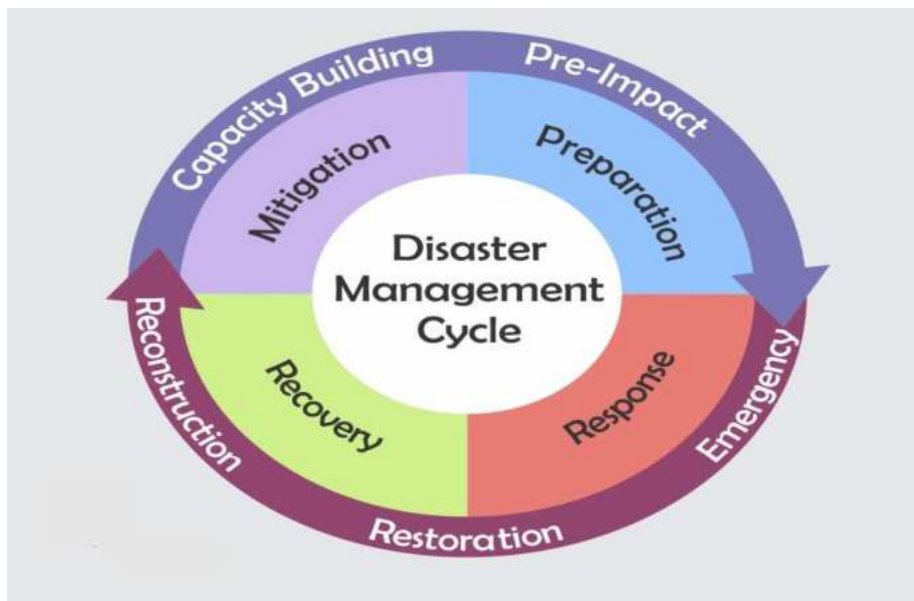 Capacity Building
Pre-Impact
Mitigation
Preparation
Disaster
Management
Cycle
Reconstruction
Recovery
Response
Emergency
Restoration